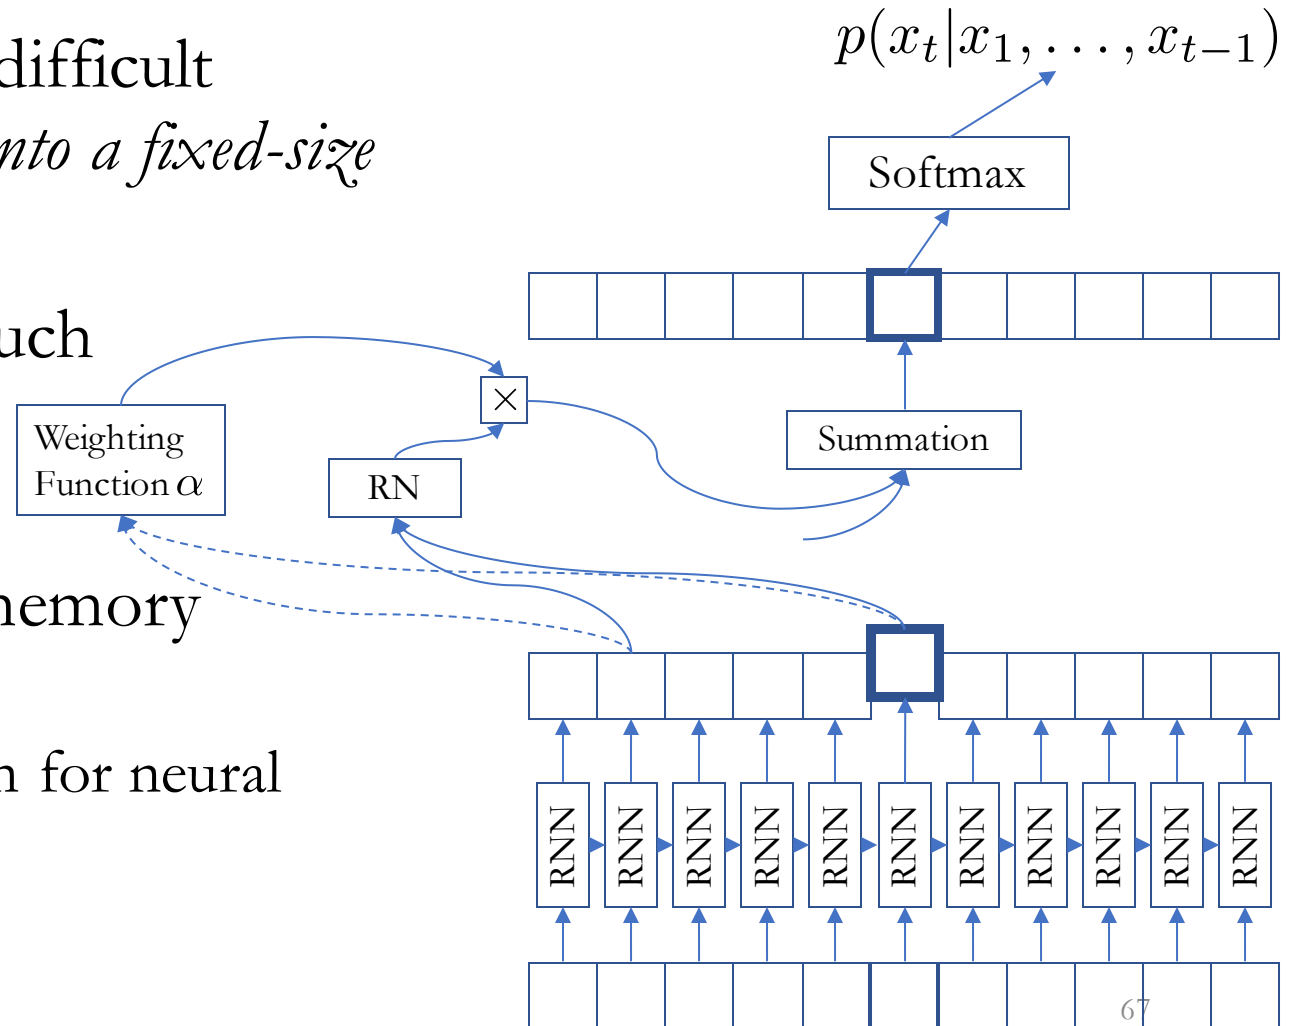 difficult
nto a fixed-size
uch
memory
n for neural
p(x_t|x_1, . . . , x_{t−1})
Softmax
×
Weighting
Function α
RN
Summation
RNN
RNN
RNN
RNN
RNN
RNN
RNN
RNN
RNN
RNN
RNN
67